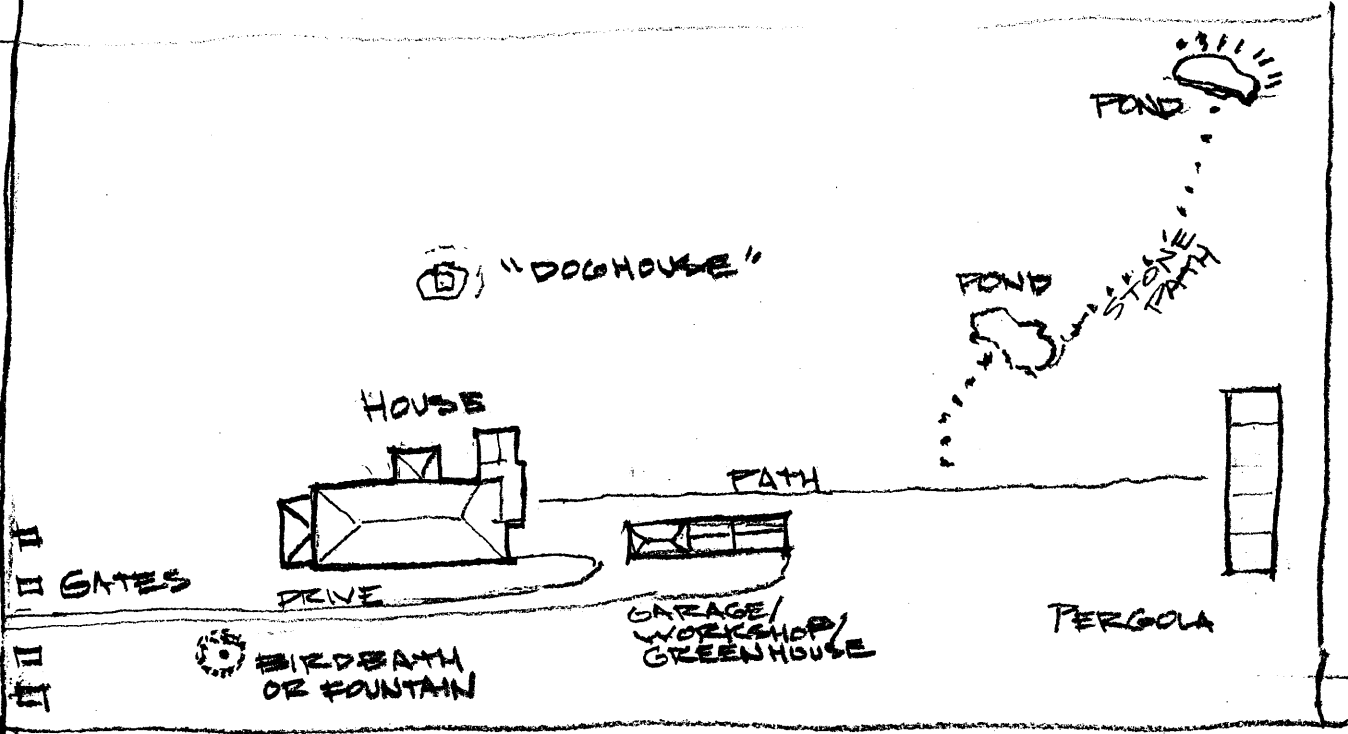 POND
"DOGHOUSE"
STONE
PATH
POND
HOUSE
PATH
GATES
DRIVE
GARAGE/
WORKSHOP/
GREENHOUSE
PERGOLA
BIRDBATH
OR FOUNTAIN